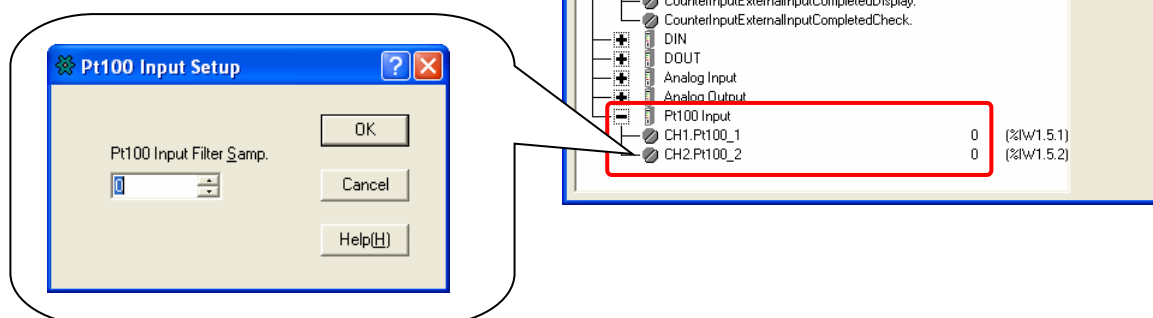 Pt100 Input Setup
Pt100 Input Filter Samp.
0
OK
Cancel
Help(H)
CounterInputExternalInputCompletedDisplay.
CounterInputExternalInputCompletedCheck.
DIN
DOUT
Analog Input
Analog Output
Pt100 Input
CH1.Pt100_1 0 (%IW1.5.1)
CH2.Pt100_2 0 (%IW1.5.2)